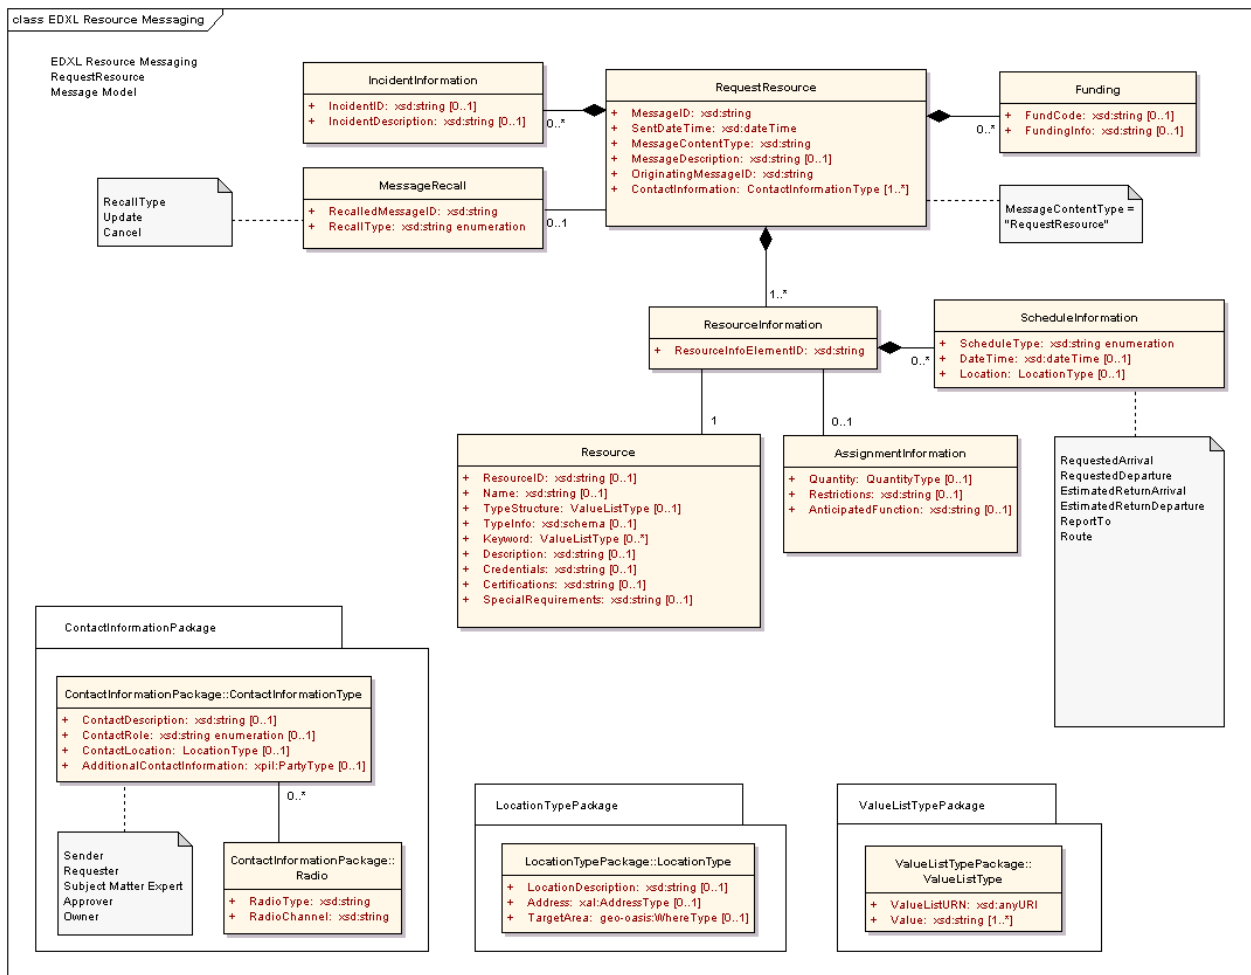 class EDXL Resource Messaging
EDXL Resource Messaging
RequestResource
Message Model
IncidentInformation
+ IncidentID: xsd:string [0..1]
+ IncidentDescription: xsd:string [0..1]
0..*
RequestResource
+ MessageID: xsd:string
+ SentDateTime: xsd:dateTime
+ MessageContentType: xsd:string
+ MessageDescription: xsd:string [0..1]
+ OriginatingMessageID: xsd:string
+ ContactInformation: ContactInformationType [1..*]
Funding
+ FundCode: xsd:string [0..1]
+ FundingInfo: xsd:string [0..1]
0..*
RecallType
Update
Cancel
MessageRecall
+ RecalledMessageID: xsd:string
+ RecallType: xsd:string enumeration
0..1
MessageContentType =
"RequestResource"
1..*
ResourceInformation
+ ResourceInfoElementID: xsd:string
0..*
ScheduleInformation
+ ScheduleType: xsd:string enumeration
+ DateTime: xsd:dateTime [0..1]
+ Location: LocationType [0..1]
1
0..1
Resource
+ ResourceID: xsd:string [0..1]
+ Name: xsd:string [0..1]
+ TypeStructure: ValueListType [0..1]
+ TypeInfo: xsd:schema [0..1]
+ Keyword: ValueListType [0..*]
+ Description: xsd:string [0..1]
+ Credentials: xsd:string [0..1]
+ Certifications: xsd:string [0..1]
+ SpecialRequirements: xsd:string [0..1]
AssignmentInformation
+ Quantity: QuantityType [0..1]
+ Restrictions: xsd:string [0..1]
+ AnticipatedFunction: xsd:string [0..1]
RequestedArrival
RequestedDeparture
EstimatedReturnArrival
EstimatedReturnDeparture
ReportTo
Route
ContactInformationPackage
ContactInformationPackage::ContactInformationType
+ ContactDescription: xsd:string [0..1]
+ ContactRole: xsd:string enumeration [0..1]
+ ContactLocation: LocationType [0..1]
+ AdditionalContactInformation: xpil:PartyType [0..1]
0..*
Sender
Requester
Subject Matter Expert
Approver
Owner
ContactInformationPackage::
Radio
+ RadioType: xsd:string
+ RadioChannel: xsd:string
LocationTypePackage
LocationTypePackage::LocationType
+ LocationDescription: xsd:string [0..1]
+ Address: xal:AddressType [0..1]
+ TargetArea: geo-oasis:WhereType [0..1]
ValueListTypePackage
ValueListTypePackage::
ValueListType
+ ValueListURN: xsd:anyURI
+ Value: xsd:string [1..*]